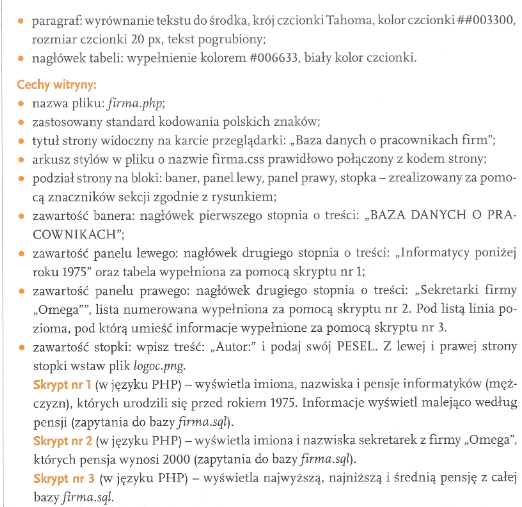 • paragraf: wyrównanie tekstu do środka, krój czcionki Tahoma, kolor czcionki ##003300,
rozmiar czcionki 20 px, tekst pogrubiony;
• nagłówek tabeli: wypełnienie kolorem #006633, biały kolor czcionki.
Cechy witryny:
• nazwa pliku: firma.php;
• zastosowany standard kodowania polskich znaków;
• tytuł strony widoczny na karcie przeglądarki: „Baza danych o pracownikach firm”;
• arkusz stylów w pliku o nazwie firma.css prawidłowo połączony z kodem strony;
• podział strony na bloki: baner, panel lewy, panel prawy, stopka – zrealizowany za pomo-
cą znaczników sekcji zgodnie z rysunkiem;
• zawartość banera: nagłówek pierwszego stopnia o treści: „BAZA DANYCH O PRA-
COWNIKACH”;
• zawartość panelu lewego: nagłówek drugiego stopnia o treści: „Informatycy poniżej
roku 1975” oraz tabela wypełniona za pomocą skryptu nr 1;
• zawartość panelu prawego: nagłówek drugiego stopnia o treści: „Sekretarki firmy
„Omega””, lista numerowana wypełniona za pomocą skryptu nr 2. Pod listą linia po-
zioma, pod którą umieść informacje wypełnione za pomocą skryptu nr 3.
• zawartość stopki: wpisz treść: „Autor:” i podaj swój PESEL. Z lewej i prawej strony
stopki wstaw plik logoc.png.
Skrypt nr 1 (w języku PHP) – wyświetla imiona, nazwiska i pensje informatyków (męż-
czyzn), których urodzili się przed rokiem 1975. Informacje wyświetl malejąco według
pensji (zapytania do bazy firma.sql).
Skrypt nr 2 (w języku PHP) – wyświetla imiona i nazwiska sekretarek z firmy „Omega”,
których pensja wynosi 2000 (zapytania do bazy firma.sql).
Skrypt nr 3 (w języku PHP) – wyświetla najwyższą, najniższą i średnią pensję z całej
bazy firma.sql.